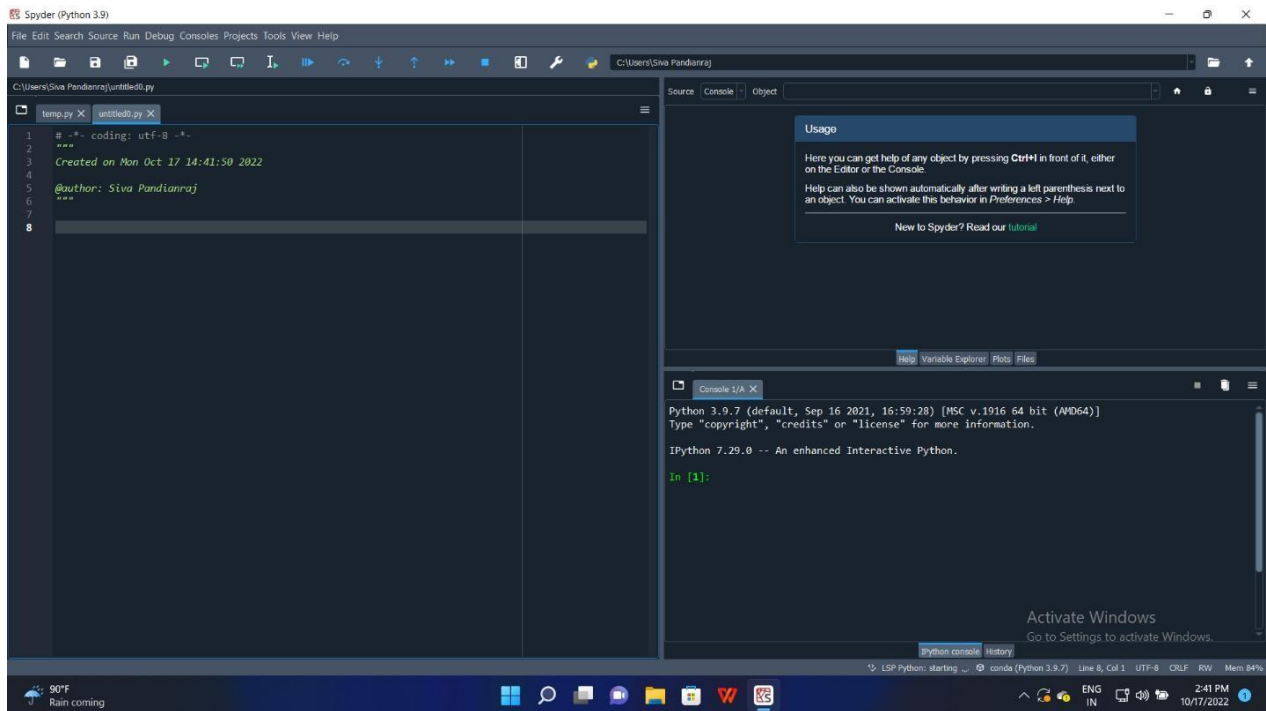 Spyder (Python 3.9)
File Edit Search Source Run Debug Consoles Projects Tools View Help
C:\Users\Siva Pandianraj
C:\Users\Siva Pandianraj\untitled0.py
temp.py X untitled0.py X
1 # -*- coding: utf-8 -*-
2 """
3 Created on Mon Oct 17 14:41:50 2022
4
5 @author: Siva Pandianraj
6 """
7
8
Source Console Object
Usage
Here you can get help of any object by pressing Ctrl+I in front of it, either
on the Editor or the Console.
Help can also be shown automatically after writing a left parenthesis next to
an object. You can activate this behavior in Preferences > Help.
New to Spyder? Read our tutorial
Help Variable Explorer Plots Files
Console 1/A X
Python 3.9.7 (default, Sep 16 2021, 16:59:28) [MSC v.1916 64 bit (AMD64)]
Type "copyright", "credits" or "license" for more information.
IPython 7.29.0 -- An enhanced Interactive Python.
In [1]:
Activate Windows
Go to Settings to activate Windows.
IPython console History
LSP Python: starting conda (Python 3.9.7) Line 8, Col 1 UTF-8 CRLF RW Mem 84%
90°F
Rain coming
ENG
IN
2:41 PM
10/17/2022
1